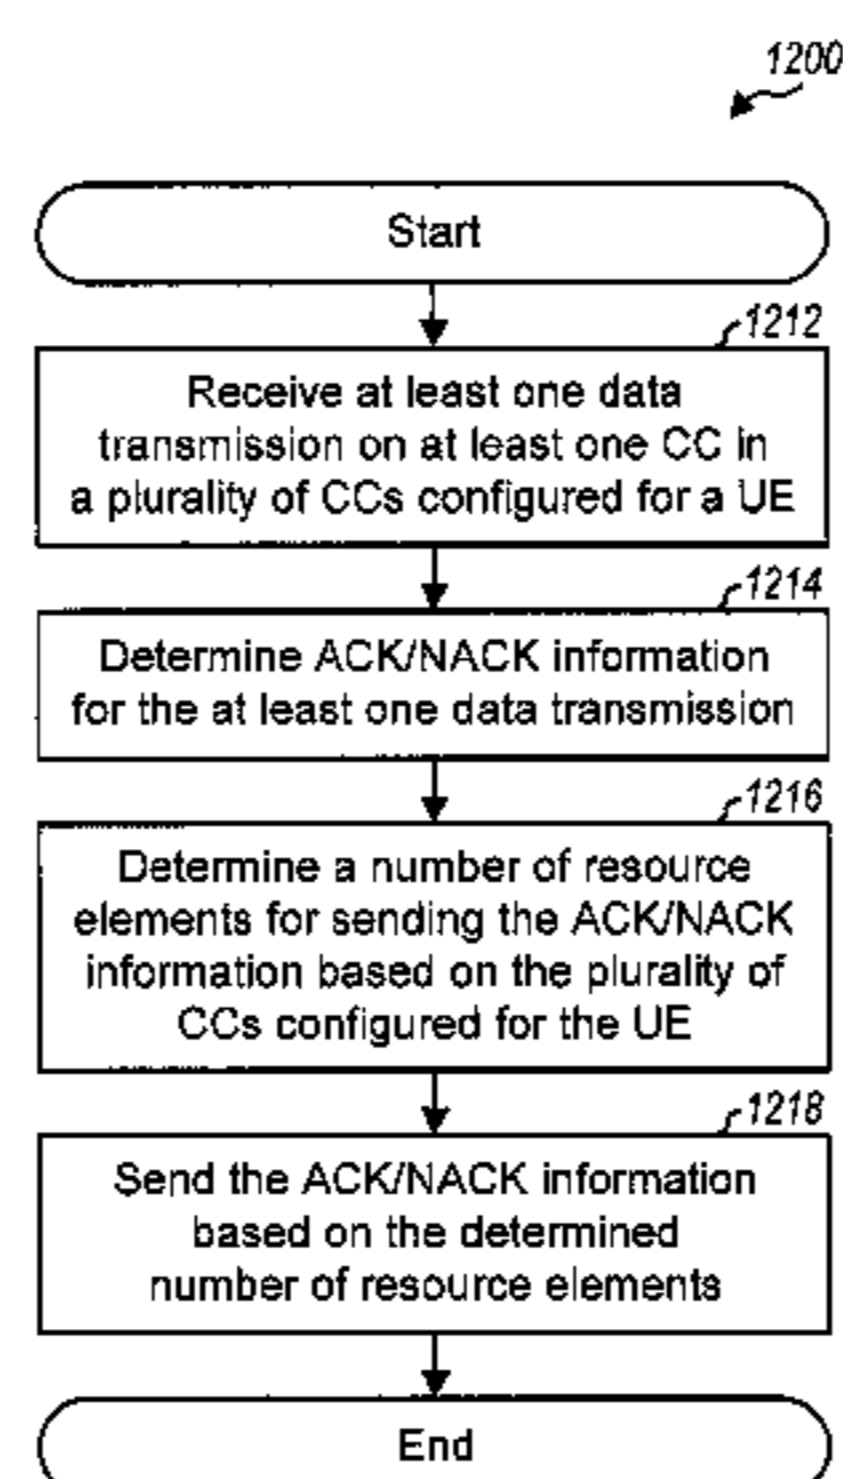 1200
Start
1212
Receive at least one data
transmission on at least one CC in
a plurality of CCs configured for a UE
1214
Determine ACK/NACK information
for the at least one data transmission
1216
Determine a number of resource
elements for sending the ACK/NACK
information based on the plurality of
CCs configured for the UE
1218
Send the ACK/NACK information
based on the determined
number of resource elements
End